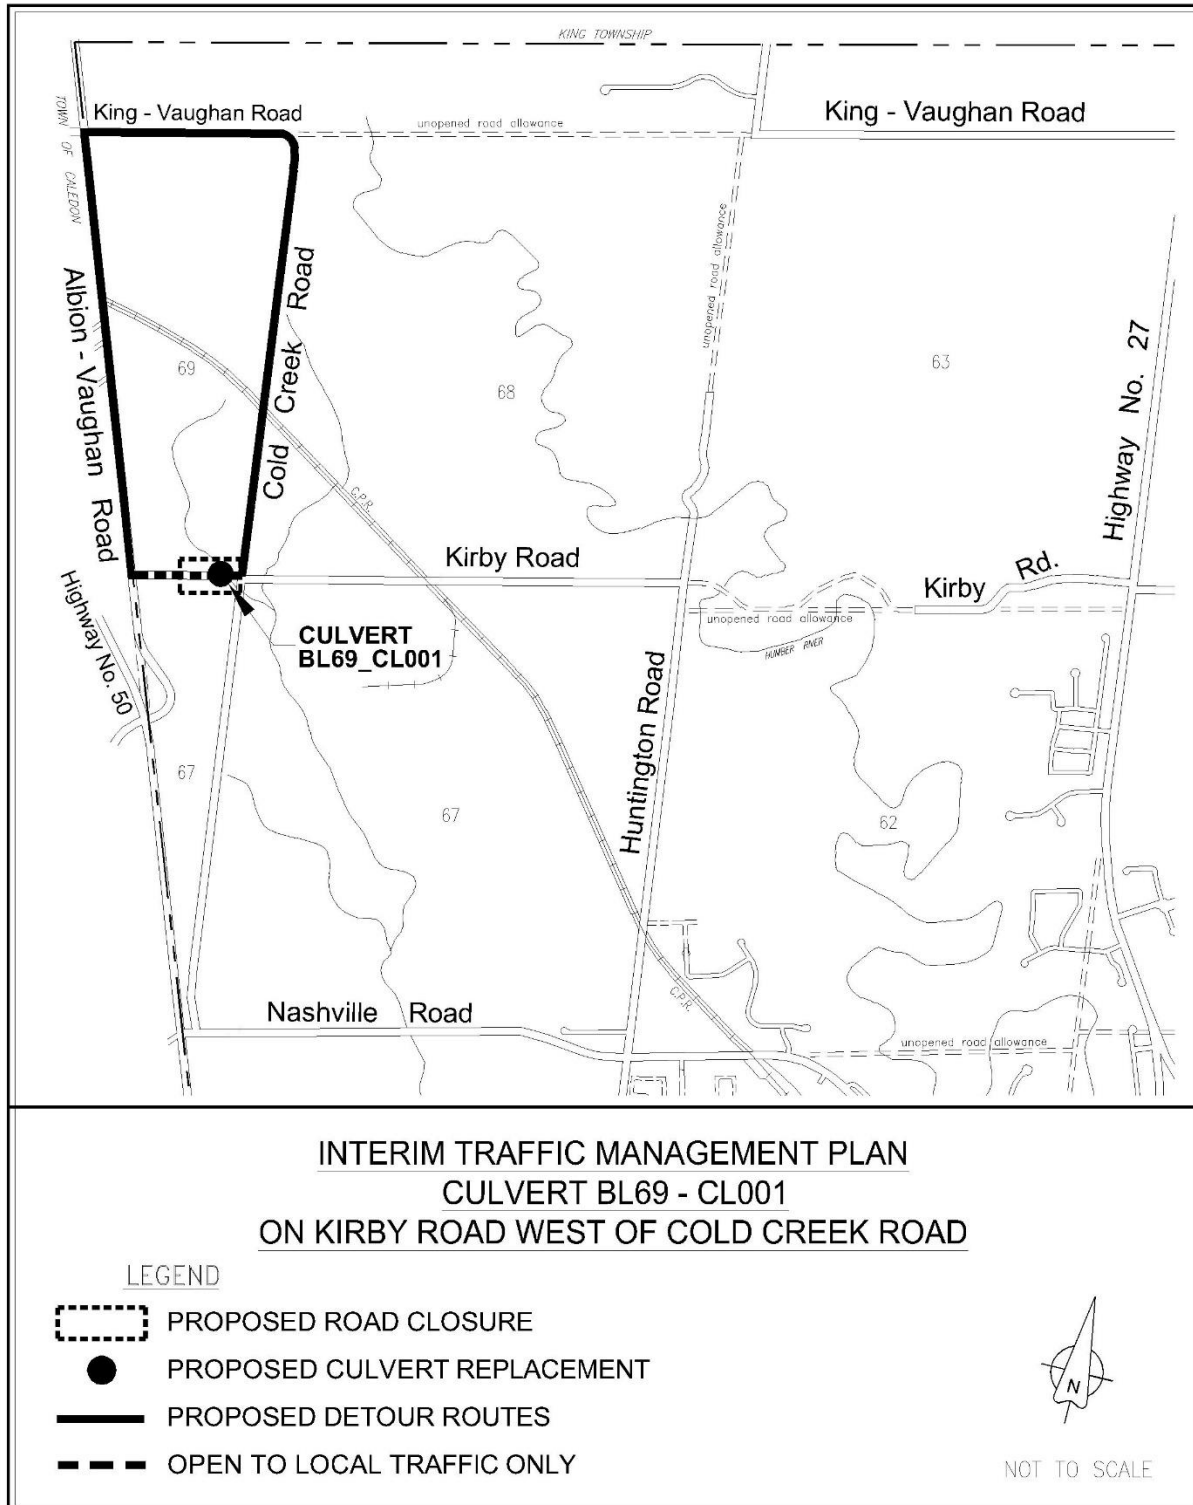 KING TOWNSHIP
TOWN OF CALEDON
King - Vaughan Road
unopened road allowance
King - Vaughan Road
unopened road allowance
Albion - Vaughan Road
Cold Creek Road
69
68
63
Highway No. 27
C.P.R.
Kirby Road
Kirby Rd.
unopened road allowance
HUMBER RIVER
Highway No. 50
CULVERT
BL69_CL001
Huntington Road
67
67
62
C.P.R.
Nashville Road
unopened road allowance
INTERIM TRAFFIC MANAGEMENT PLAN
CULVERT BL69 - CL001
ON KIRBY ROAD WEST OF COLD CREEK ROAD
LEGEND
PROPOSED ROAD CLOSURE
PROPOSED CULVERT REPLACEMENT
PROPOSED DETOUR ROUTES
OPEN TO LOCAL TRAFFIC ONLY
N
NOT TO SCALE